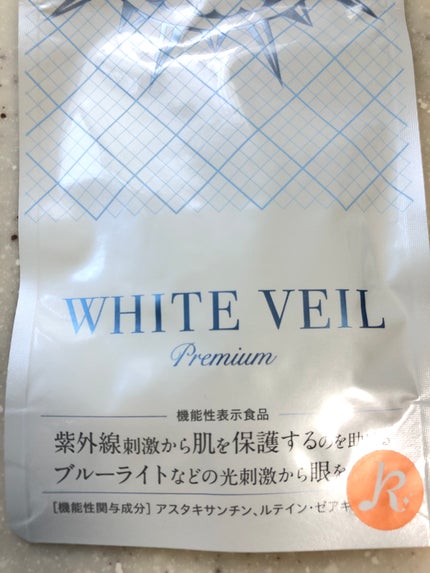 WHITE VEIL
Premium
機能性表示食品
紫外線刺激から肌を保護するのを助
ブルーライトなどの光刺激から眼を
[機能性関与成分] アスタキサンチン、ルテイン・ゼアキ
R.